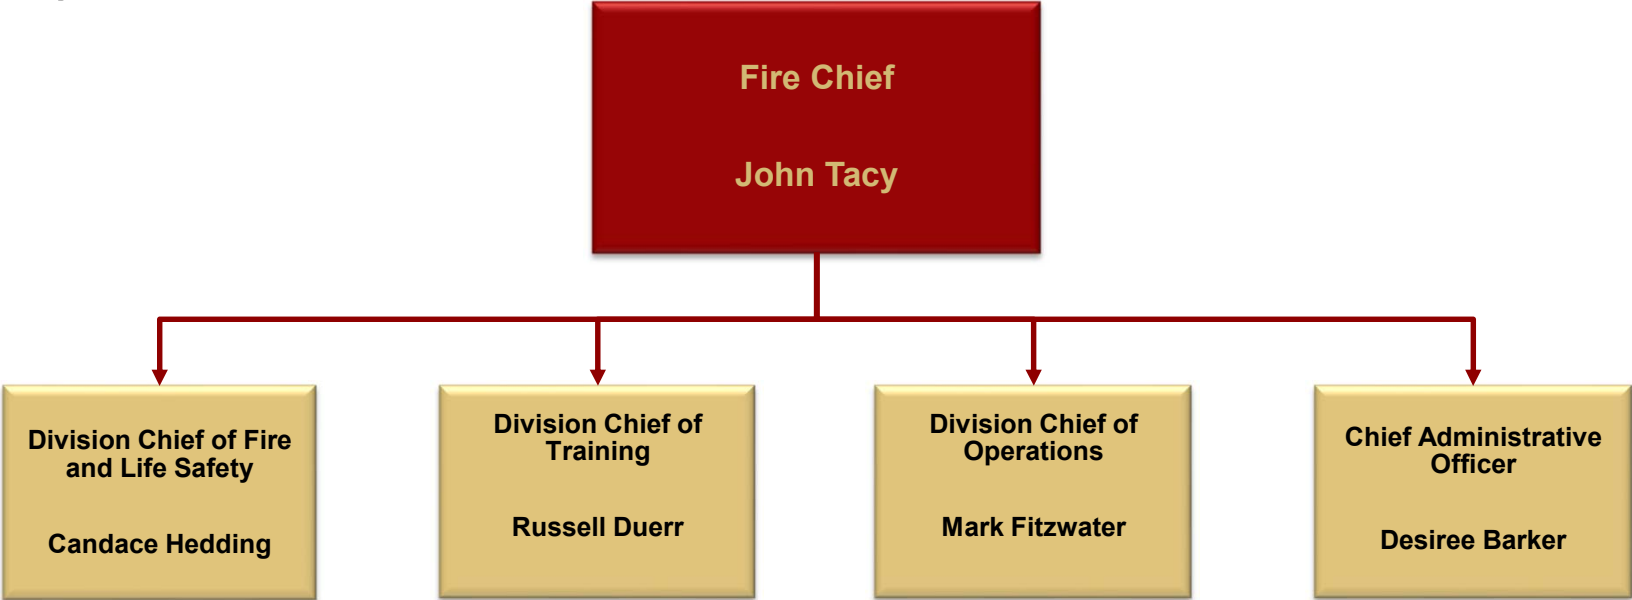 Fire Chief
John Tacy
Division Chief of Fire
and Life Safety
Candace Hedding
Division Chief of
Training
Russell Duerr
Division Chief of
Operations
Mark Fitzwater
Chief Administrative
Officer
Desiree Barker